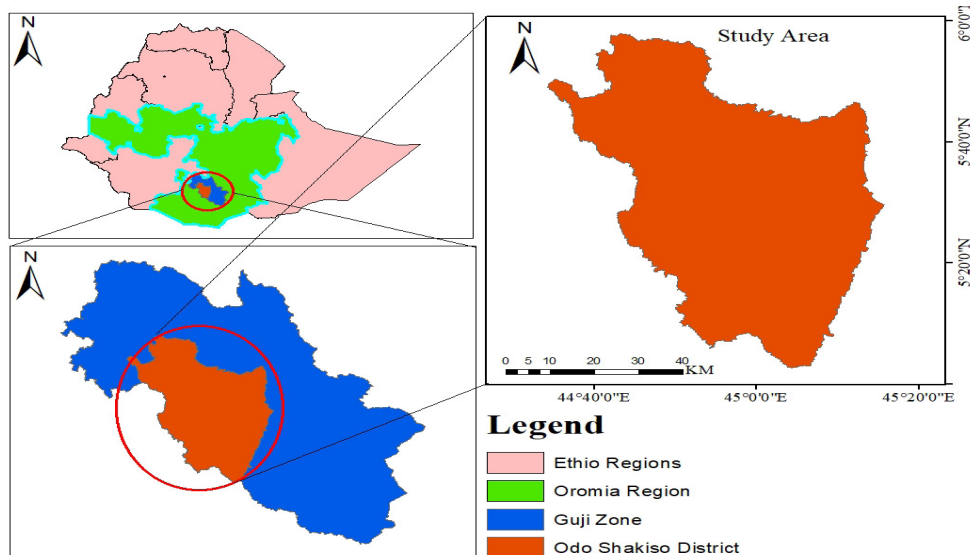 N
N
Study Area
N
0 5 10 20 30 40
KM
6°0'0"
5°40'0"N
5°20'0"N
44°40'0"E
45°0'0"E
45°20'0"E
Legend
Ethio Regions
Oromia Region
Guji Zone
Odo Shakiso District